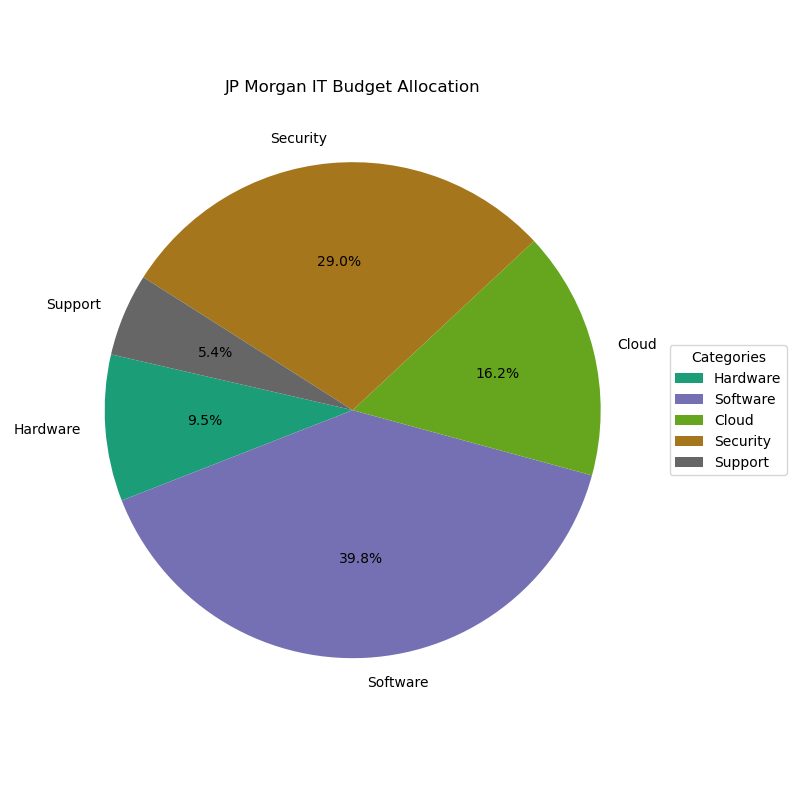 JP Morgan IT Budget Allocation
Security
29.0%
Support
5.4%
Cloud
16.2%
Hardware
9.5%
Software
39.8%
Categories
Hardware
Software
Cloud
Security
Support